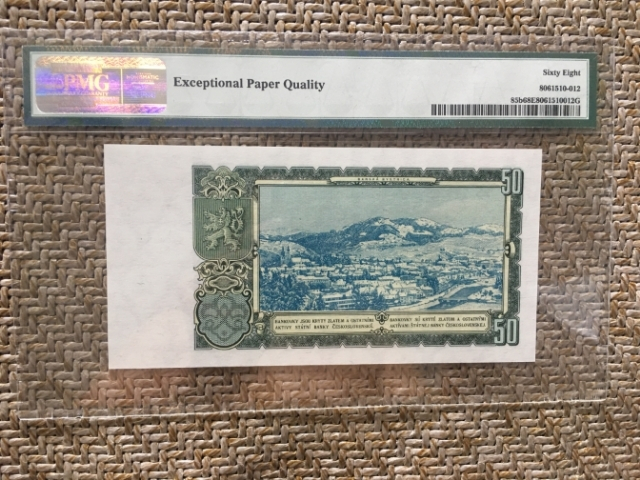 PMG
Exceptional Paper Quality
Sixty Eight
8061510-012
85b68E8061510012G
50
BANSKÁ BYSTRICA
BANKOVKY JSOU KRYTY ZLATEM A OSTATNÍMI
AKTIVY STÁTNÍ BANKY ČESKOSLOVENSKÉ
BANKOVKY SÚ KRYTÉ ZLATOM A OSTATNÝMI
AKTÍVAMI ŠTÁTNEJ BANKY ČESKOSLOVENSKEJ
50